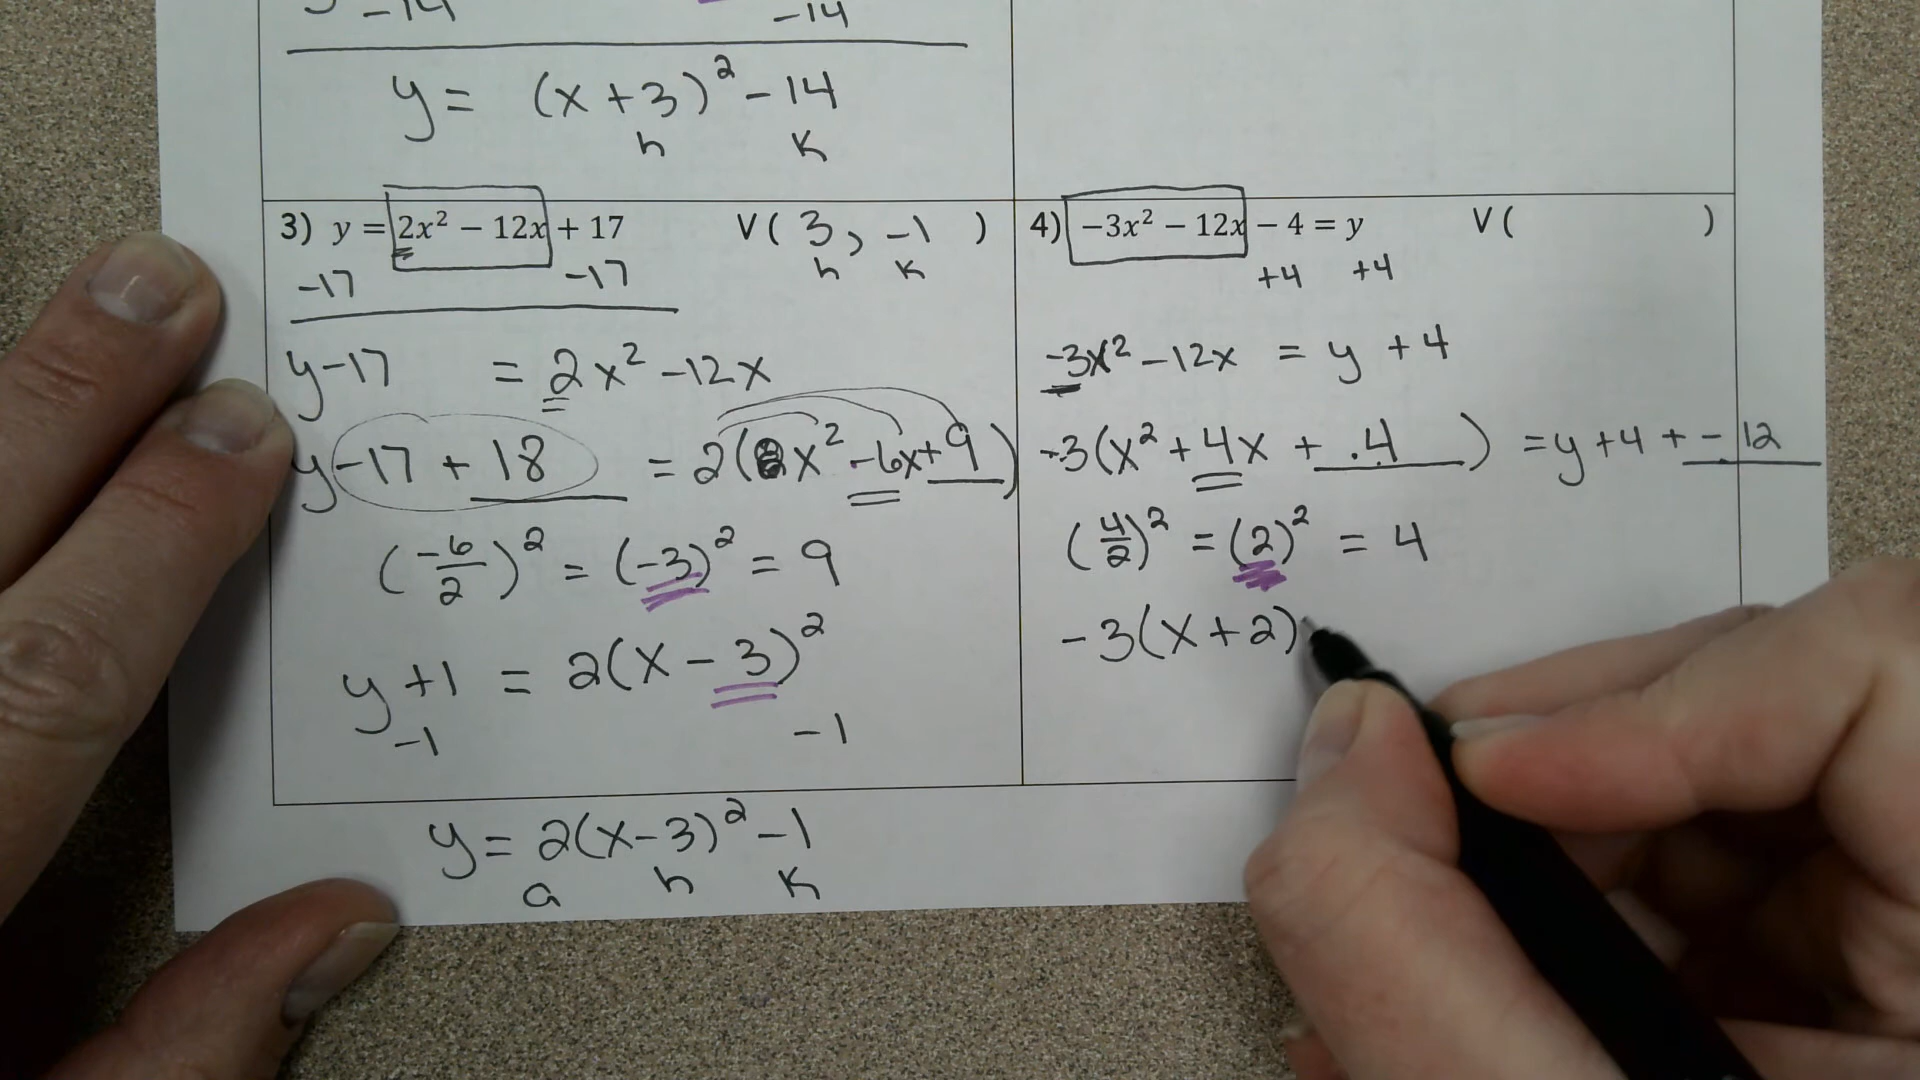 -14 -14
y = (x + 3)² - 14
h k
3) y = 2x² − 12x + 17 V( 3 , -1 )
-17 -17 h k
y - 17 = 2x² - 12x
y - 17 + 18 = 2(x² - 6x + 9)
(-6/2)² = (-3)² = 9
y + 1 = 2(x - 3)²
-1 -1
y = 2(x - 3)² - 1
a h k
4) −3x² − 12x − 4 = y V( )
+4 +4
-3x² - 12x = y + 4
-3(x² + 4x + .4) = y + 4 + -12
(4/2)² = (2)² = 4
-3(x + 2)